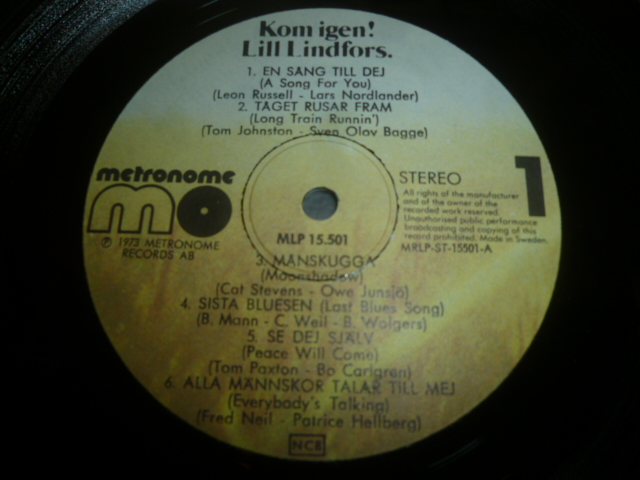 Kom igen!
Lill Lindfors.
1. EN SÅNG TILL DEJ
(A Song For You)
(Leon Russell - Lars Nordlander)
2. TÅGET RUSAR FRAM
(Long Train Runnin')
(Tom Johnston - Sven Olov Bagge)
metronome
mo
℗ 1973 METRONOME
RECORDS AB
STEREO
1
All rights of the manufacturer
and of the owner of the
recorded work reserved.
Unauthorised public performance
broadcasting and copying of this
record prohibited. Made in Sweden.
MRLP-ST-15501-A
MLP 15.501
3. MÅNSKUGGA
(Moonshadow)
(Cat Stevens - Owe Junsjö)
4. SISTA BLUESEN (Last Blues Song)
(B. Mann - C. Weil - B. Wolgers)
5. SE DEJ SJÄLV
(Peace Will Come)
(Tom Paxton - Bo Carlgren)
6. ALLA MÄNNSKOR TALAR TILL MEJ
(Everybody's Talking)
(Fred Neil - Patrice Hellberg)
NCB